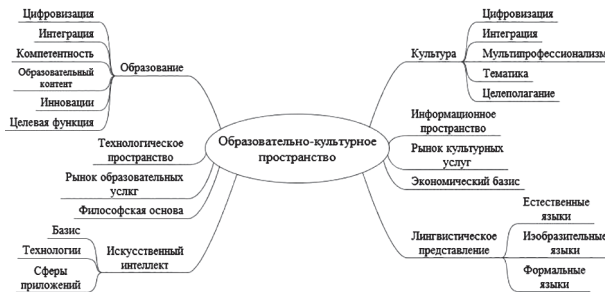 Цифровизация
Интеграция
Компетентность
Образовательный
контент
Инновации
Целевая функция
Образование
Технологическое
пространство
Рынок образовательных
услкг
Философская основа
Базис
Технологии
Сферы
приложений
Искусственный
интеллект
Образовательно-культурное
пространство
Культура
Цифровизация
Интеграция
Мультипрофессионализм
Тематика
Целеполагание
Информационное
пространство
Рынок культурных
услуг
Экономический базис
Лингвистическое
представление
Естественные
языки
Изобразительные
языки
Формальные
языки